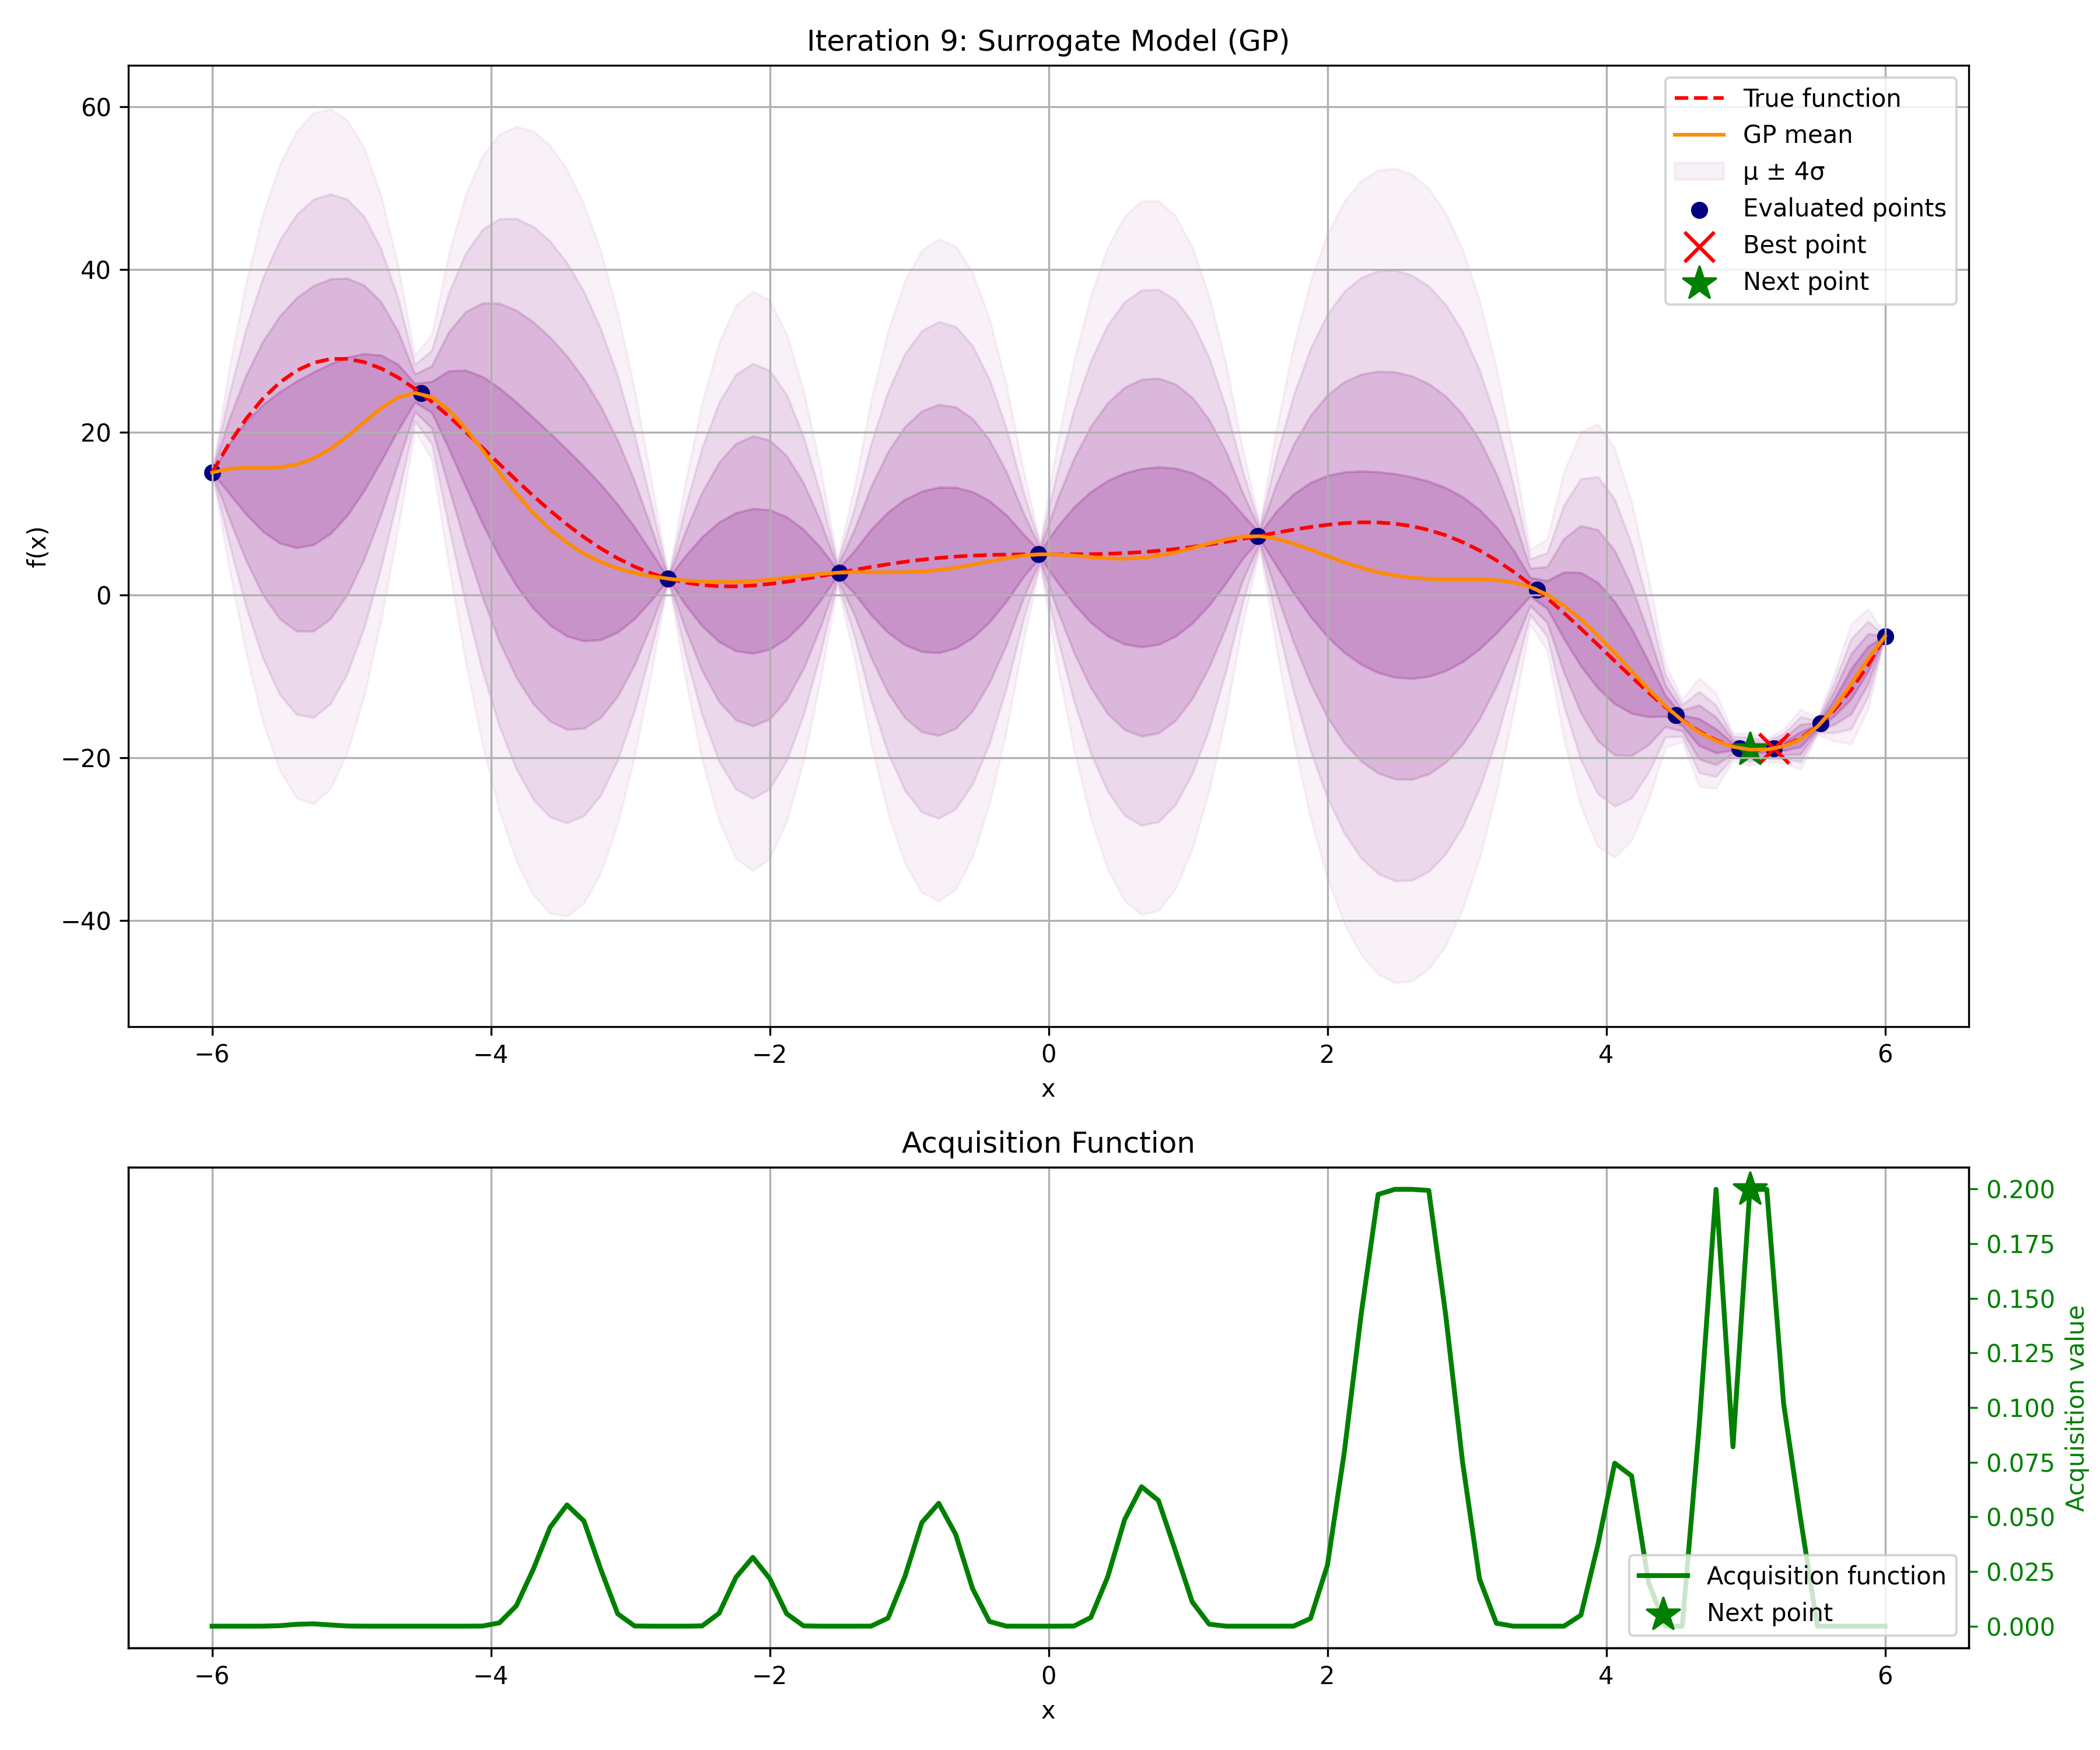 Iteration 9: Surrogate Model (GP)
60
40
20
0
−20
−40
f(x)
True function
GP mean
μ ± 4σ
Evaluated points
Best point
Next point
−6 −4 −2 0 2 4 6
x
Acquisition Function
0.200
0.175
0.150
0.125
0.100
0.075
0.050
0.025
0.000
Acquisition value
Acquisition function
Next point
−6 −4 −2 0 2 4 6
x